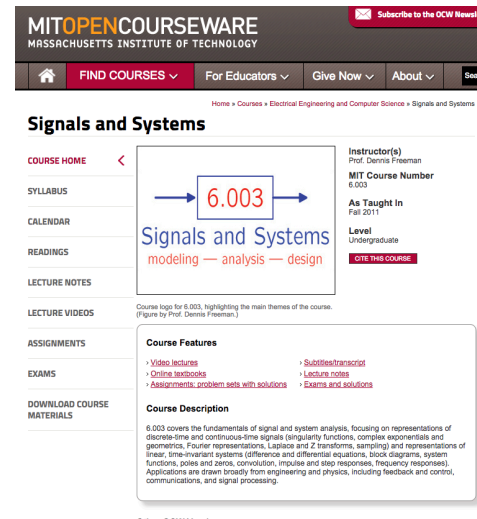 MITOPENCOURSEWARE
MASSACHUSETTS INSTITUTE OF TECHNOLOGY
Subscribe to the OCW
FIND COURSES
For Educators
Give Now
About
Home » Courses » Electrical Engineering and Computer Science » Signals and Systems
Signals and Systems
COURSE HOME
SYLLABUS
CALENDAR
READINGS
LECTURE NOTES
LECTURE VIDEOS
ASSIGNMENTS
EXAMS
DOWNLOAD COURSE
MATERIALS
6.003
Signals and Systems
modeling — analysis — design
Course logo for 6.003, highlighting the main themes of the course.
(Figure by Prof. Dennis Freeman.)
Instructor(s)
Prof. Dennis Freeman
MIT Course Number
6.003
As Taught In
Fall 2011
Level
Undergraduate
CITE THIS COURSE
Course Features
› Video lectures
› Online textbooks
› Assignments: problem sets with solutions
› Subtitles/transcript
› Lecture notes
› Exams and solutions
Course Description
6.003 covers the fundamentals of signal and system analysis, focusing on representations of
discrete-time and continuous-time signals (singularity functions, complex exponentials and
geometrics, Fourier representations, Laplace and Z transforms, sampling) and representations of
linear, time-invariant systems (difference and differential equations, block diagrams, system
functions, poles and zeros, convolution, impulse and step responses, frequency responses).
Applications are drawn broadly from engineering and physics, including feedback and control,
communications, and signal processing.